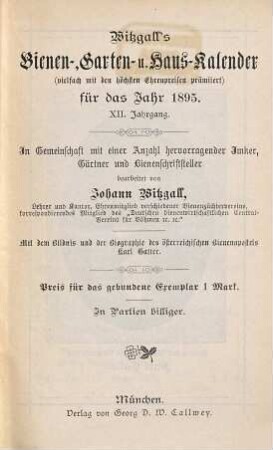 Witzgall's
Bienen-, Garten- u. Haus-Kalender
(vielfach mit den höchsten Ehrenpreisen prämiiert)
für das Jahr 1895.
XII. Jahrgang.
In Gemeinschaft mit einer Anzahl hervorragender Imker,
Gärtner und Bienenschriftsteller
bearbeitet von
Johann Witzgall,
Lehrer und Kantor, Ehrenmitglied verschiedener Bienenzüchtervereine,
korrespondierendes Mitglied des „Deutschen bienenwirtschaftlichen Central-
Vereins für Böhmen ec. ec."
Mit dem Bildnis und der Biographie des österreichischen Bienenapostels
Karl Gatter.
Preis für das gebundene Exemplar 1 Mark.
In Partien billiger.
München.
Verlag von Georg D. W. Callwey.